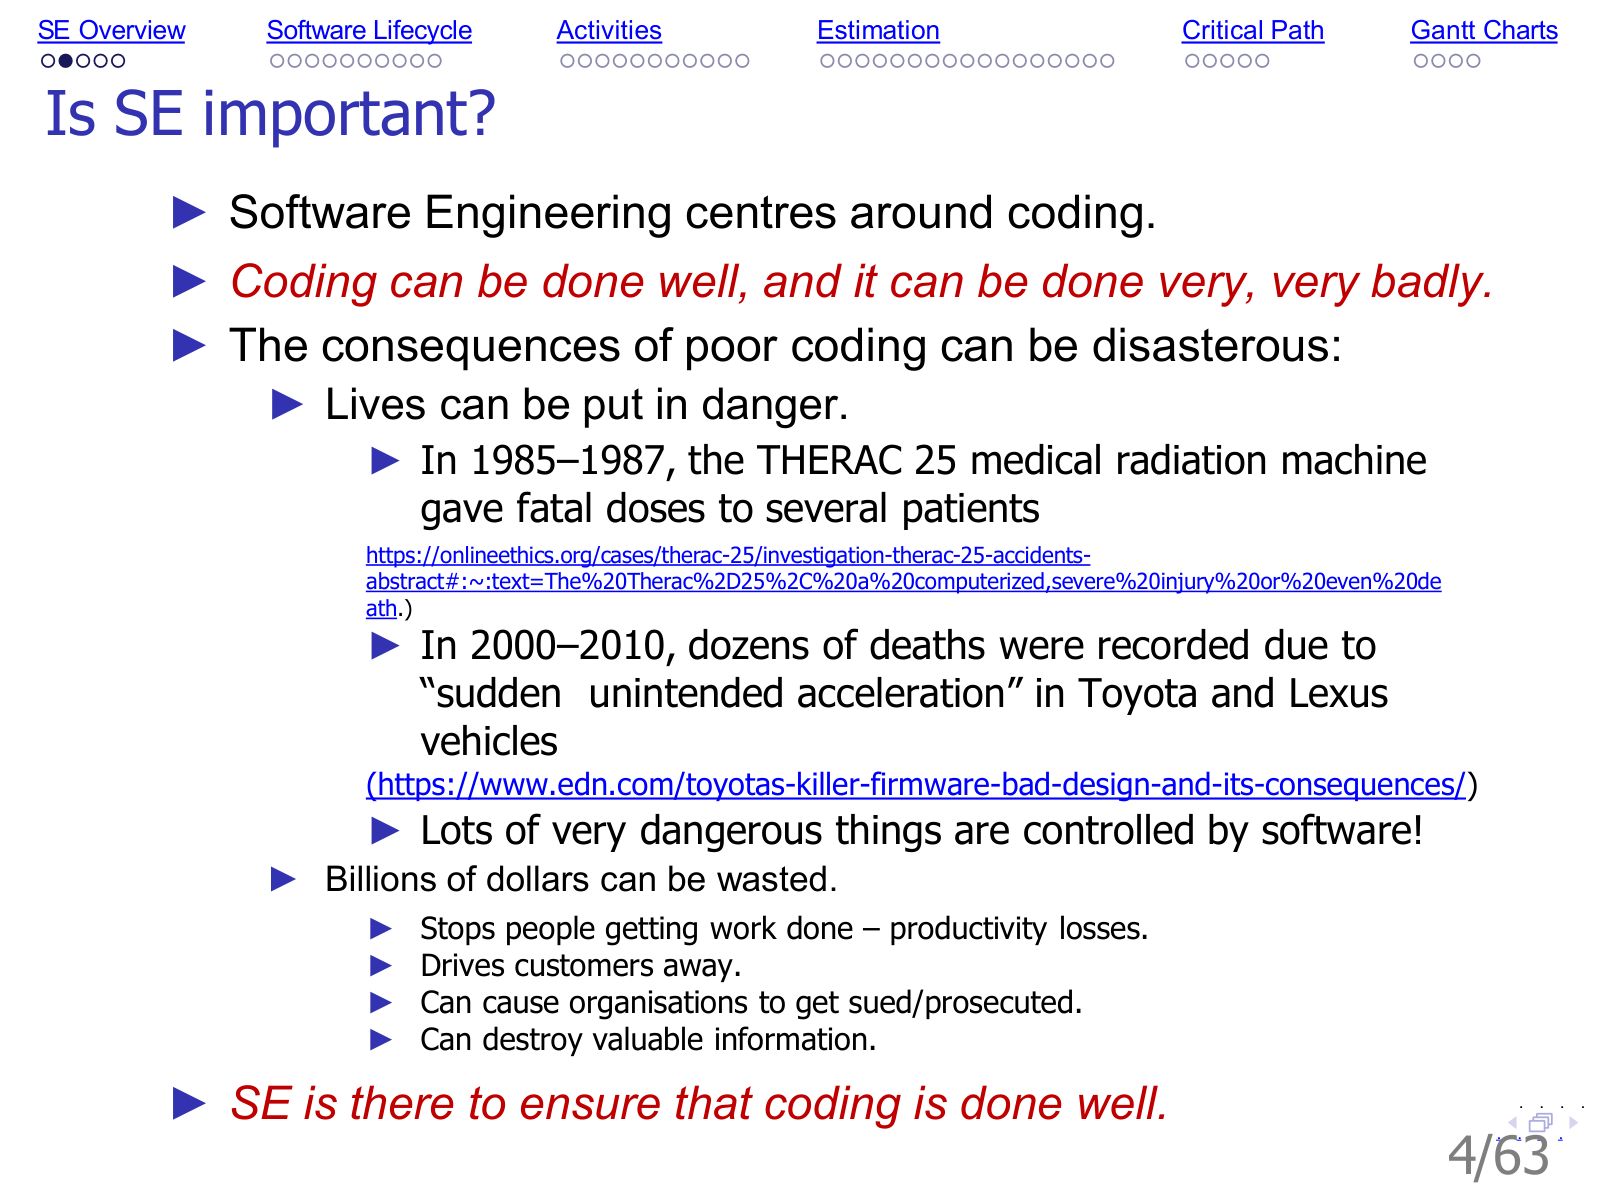 SE Overview Software Lifecycle Activities Estimation Critical Path Gantt Charts
Is SE important?
► Software Engineering centres around coding.
► Coding can be done well, and it can be done very, very badly.
► The consequences of poor coding can be disasterous:
► Lives can be put in danger.
► In 1985–1987, the THERAC 25 medical radiation machine
gave fatal doses to several patients
https://onlineethics.org/cases/therac-25/investigation-therac-25-accidents-
abstract#:~:text=The%20Therac%2D25%2C%20a%20computerized,severe%20injury%20or%20even%20de
ath.)
► In 2000–2010, dozens of deaths were recorded due to
“sudden unintended acceleration” in Toyota and Lexus
vehicles
(https://www.edn.com/toyotas-killer-firmware-bad-design-and-its-consequences/)
► Lots of very dangerous things are controlled by software!
► Billions of dollars can be wasted.
► Stops people getting work done – productivity losses.
► Drives customers away.
► Can cause organisations to get sued/prosecuted.
► Can destroy valuable information.
► SE is there to ensure that coding is done well.
4/63